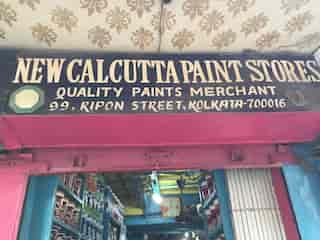 NEW CALCUTTA PAINT STORES
QUALITY PAINTS MERCHANT
99, RIPON STREET, KOLKATA-700016